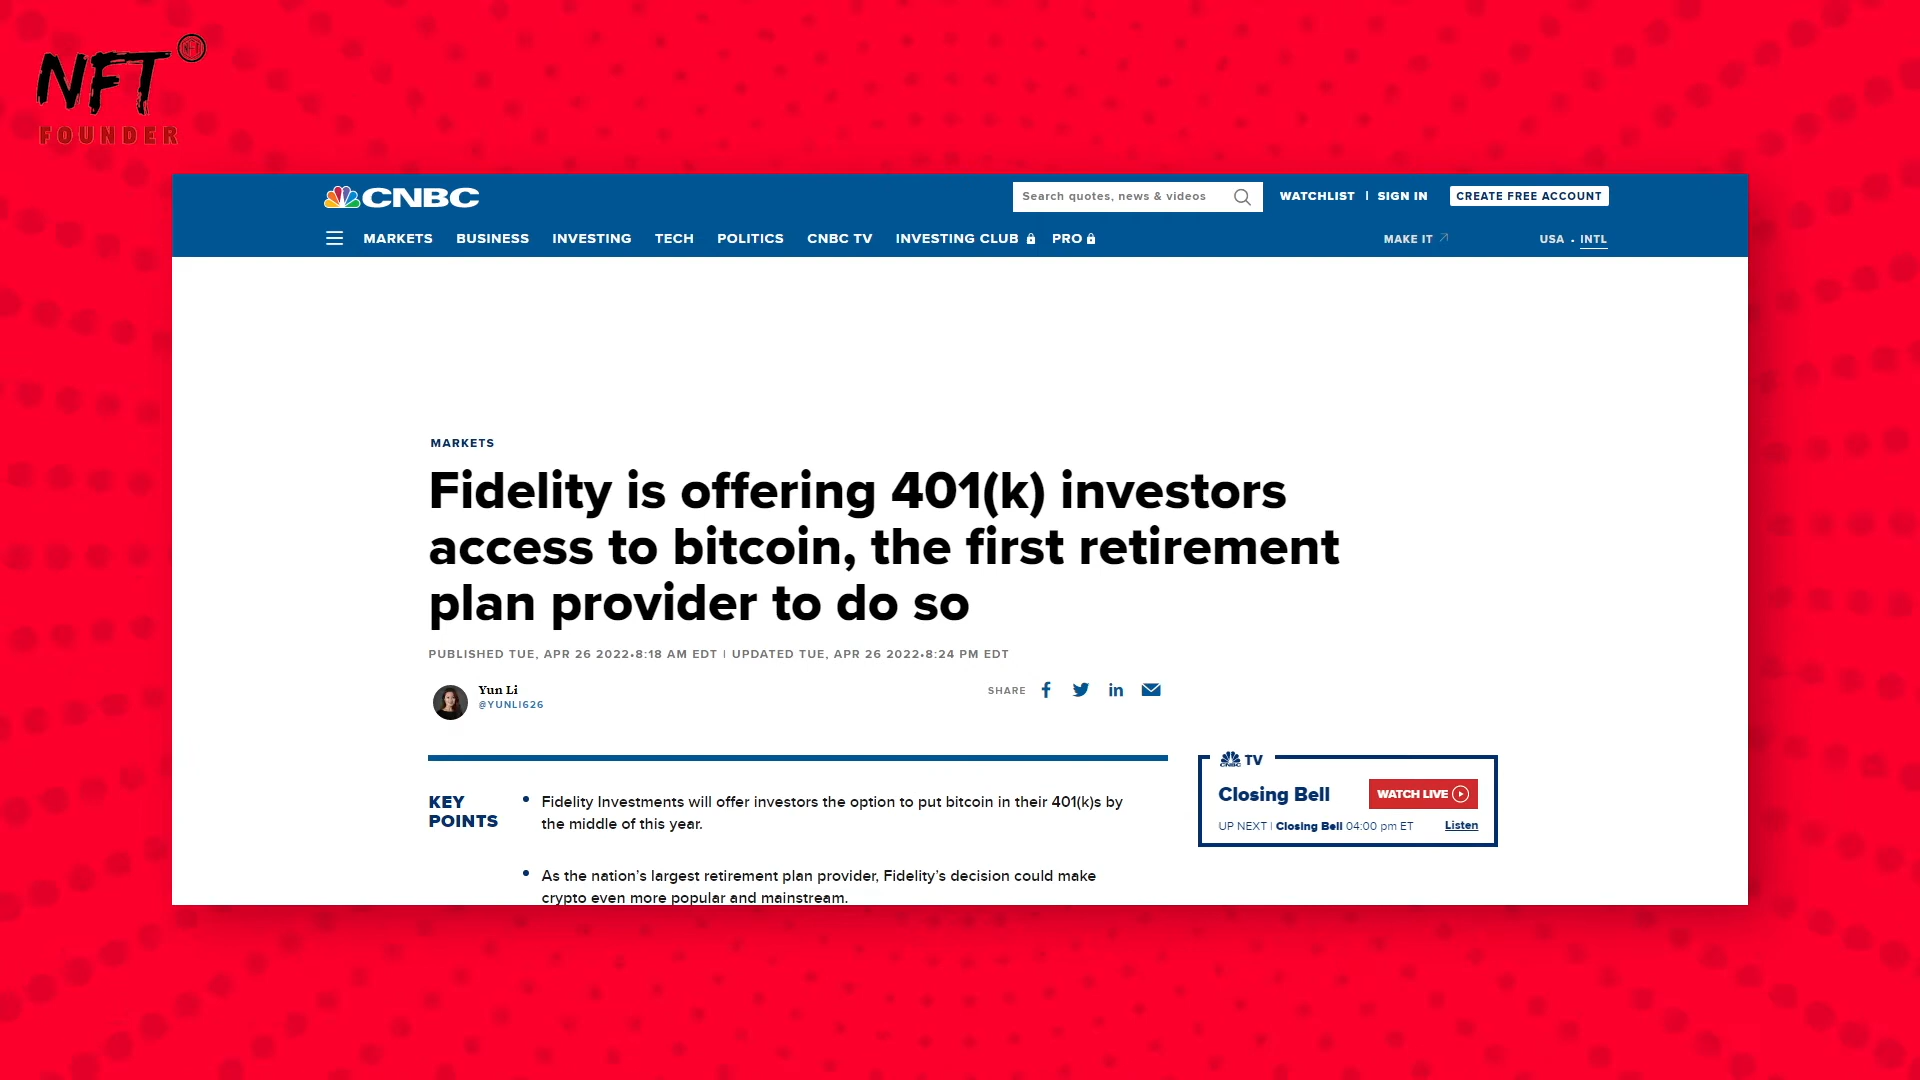 NFT
FOUNDER
CNBC
Search quotes, news & videos
WATCHLIST | SIGN IN
CREATE FREE ACCOUNT
MARKETS BUSINESS INVESTING TECH POLITICS CNBC TV INVESTING CLUB PRO
MAKE IT
USA • INTL
MARKETS
Fidelity is offering 401(k) investors
access to bitcoin, the first retirement
plan provider to do so
PUBLISHED TUE, APR 26 2022•8:18 AM EDT | UPDATED TUE, APR 26 2022•8:24 PM EDT
Yun Li
@YUNLI626
SHARE
KEY
POINTS
• Fidelity Investments will offer investors the option to put bitcoin in their 401(k)s by
the middle of this year.
• As the nation’s largest retirement plan provider, Fidelity’s decision could make
crypto even more popular and mainstream.
CNBC TV
Closing Bell
WATCH LIVE
UP NEXT | Closing Bell 04:00 pm ET
Listen